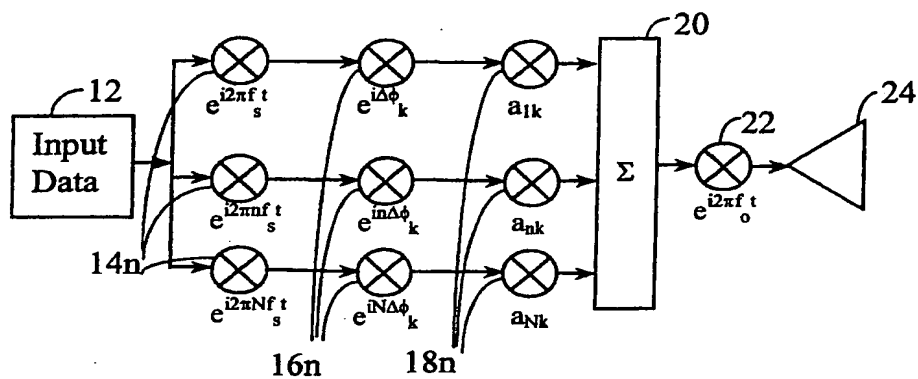 12
20
22
24
Input
Data
e^{i2πf_s t}
e^{iΔϕ_k}
a_{1k}
Σ
e^{i2πf_o t}
e^{i2πnf_s t}
e^{inΔϕ_k}
a_{nk}
14n
e^{i2πNf_s t}
e^{iNΔϕ_k}
a_{Nk}
16n
18n